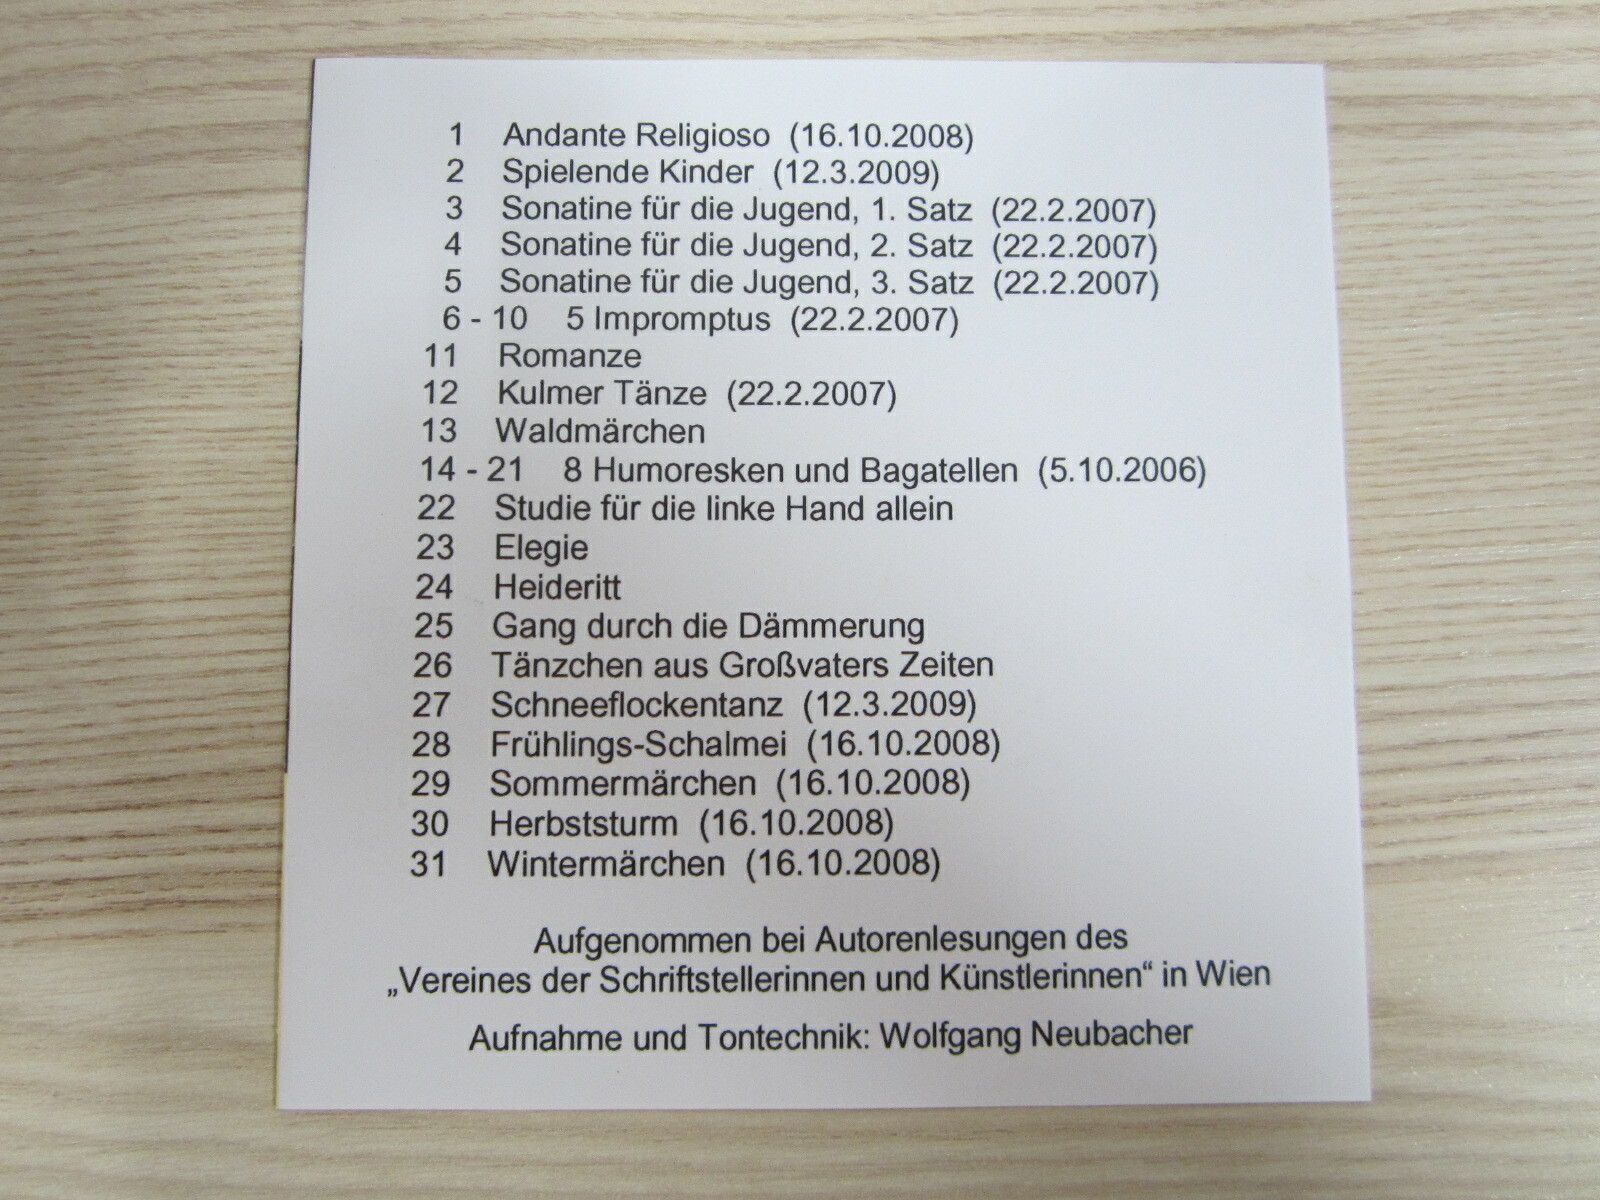 1 Andante Religioso (16.10.2008)
2 Spielende Kinder (12.3.2009)
3 Sonatine für die Jugend, 1. Satz (22.2.2007)
4 Sonatine für die Jugend, 2. Satz (22.2.2007)
5 Sonatine für die Jugend, 3. Satz (22.2.2007)
6 - 10 5 Impromptus (22.2.2007)
11 Romanze
12 Kulmer Tänze (22.2.2007)
13 Waldmärchen
14 - 21 8 Humoresken und Bagatellen (5.10.2006)
22 Studie für die linke Hand allein
23 Elegie
24 Heideritt
25 Gang durch die Dämmerung
26 Tänzchen aus Großvaters Zeiten
27 Schneeflockentanz (12.3.2009)
28 Frühlings-Schalmei (16.10.2008)
29 Sommermärchen (16.10.2008)
30 Herbststurm (16.10.2008)
31 Wintermärchen (16.10.2008)
Aufgenommen bei Autorenlesungen des
„Vereines der Schriftstellerinnen und Künstlerinnen“ in Wien
Aufnahme und Tontechnik: Wolfgang Neubacher